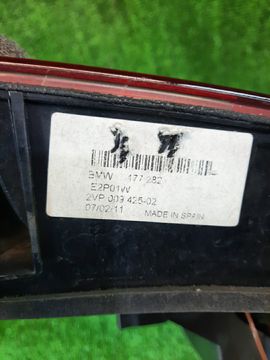 BMW 177 282
E2P01W
2VP 009 425-02
07/02/11 MADE IN SPAIN